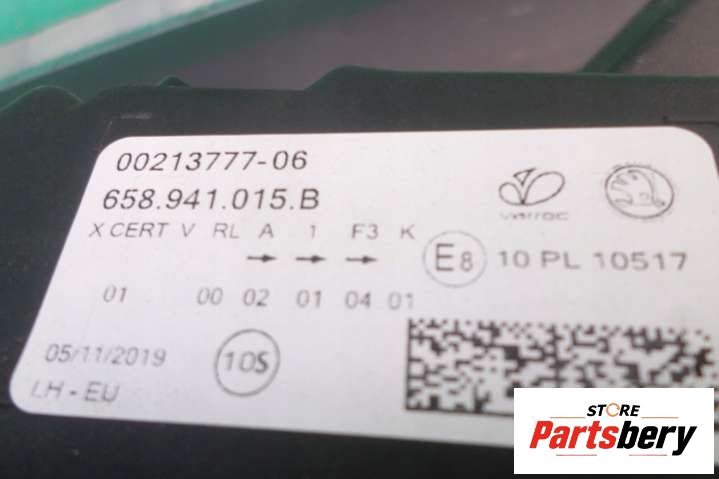 00213777-06
658.941.015.B
X CERT V RL A 1 F3 K
01 00 02 01 04 01
E8 10 PL 10517
VARROC
05/11/2019
10S
LH - EU
STORE
Partsbery